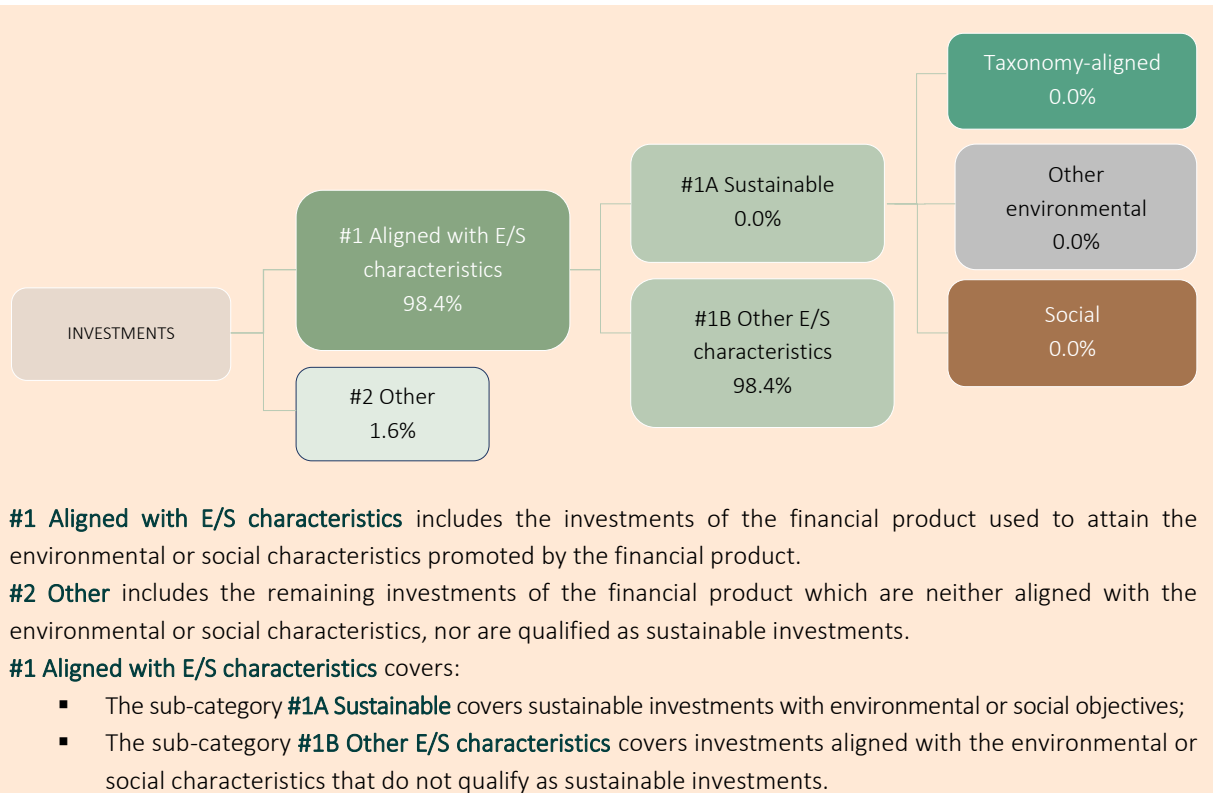 INVESTMENTS
#1 Aligned with E/S
characteristics
98.4%
#2 Other
1.6%
#1A Sustainable
0.0%
#1B Other E/S
characteristics
98.4%
Taxonomy-aligned
0.0%
Other
environmental
0.0%
Social
0.0%
#1 Aligned with E/S characteristics includes the investments of the financial product used to attain the
environmental or social characteristics promoted by the financial product.
#2 Other includes the remaining investments of the financial product which are neither aligned with the
environmental or social characteristics, nor are qualified as sustainable investments.
#1 Aligned with E/S characteristics covers:
▪ The sub-category #1A Sustainable covers sustainable investments with environmental or social objectives;
▪ The sub-category #1B Other E/S characteristics covers investments aligned with the environmental or
social characteristics that do not qualify as sustainable investments.